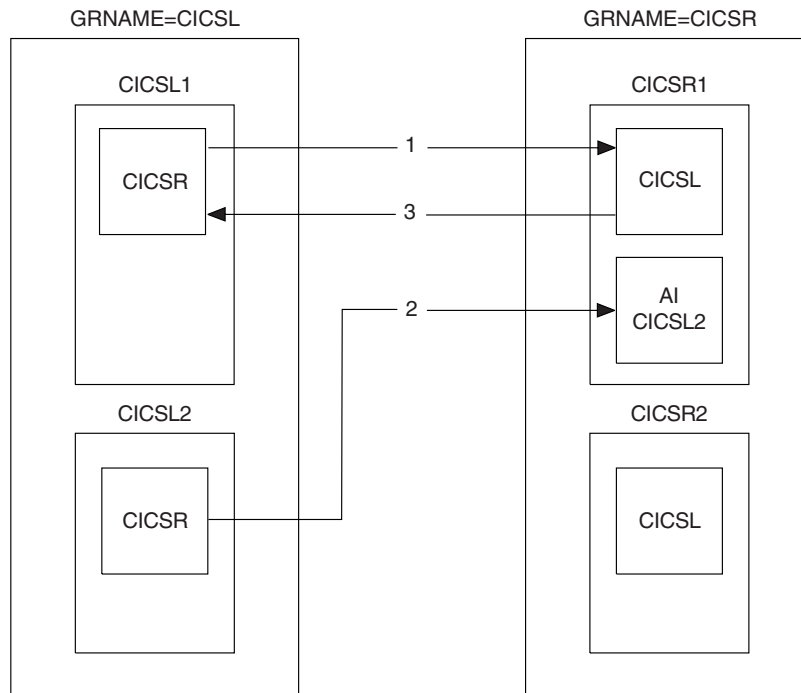 GRNAME=CICSL
GRNAME=CICSR
CICSL1
CICSR1
CICSR
1
CICSL
3
AI
CICSL2
2
CICSL2
CICSR2
CICSR
CICSL